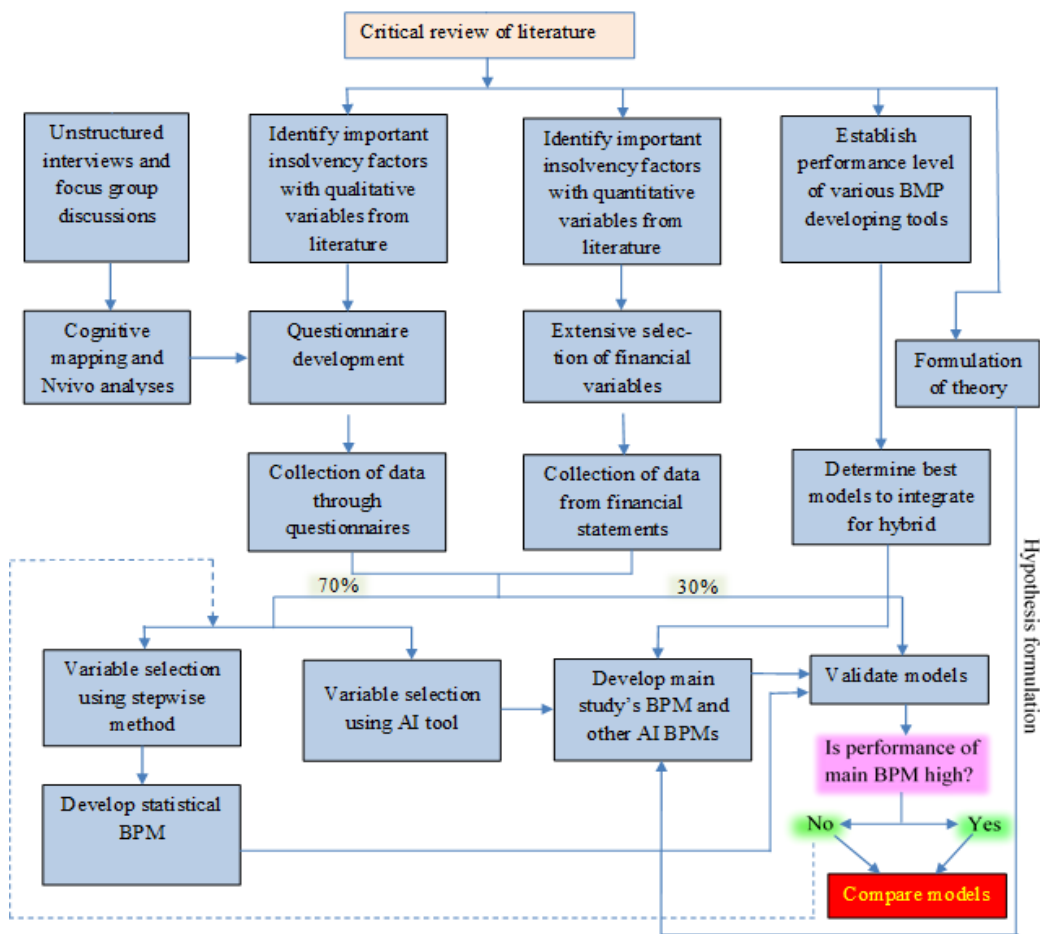 Critical review of literature
Unstructured
interviews and
focus group
discussions
Identify important
insolvency factors
with qualitative
variables from
literature
Identify important
insolvency factors
with quantitative
variables from
literature
Establish
performance level
of various BMP
developing tools
Cognitive
mapping and
Nvivo analyses
Questionnaire
development
Extensive selec-
tion of financial
variables
Formulation
of theory
Collection of data
through
questionnaires
Collection of data
from financial
statements
Determine best
models to integrate
for hybrid
Hypothesis formulation
70%
30%
Variable selection
using stepwise
method
Variable selection
using AI tool
Develop main
study's BPM and
other AI BPMs
Validate models
Is performance of
main BPM high?
Develop statistical
BPM
No
Yes
Compare models